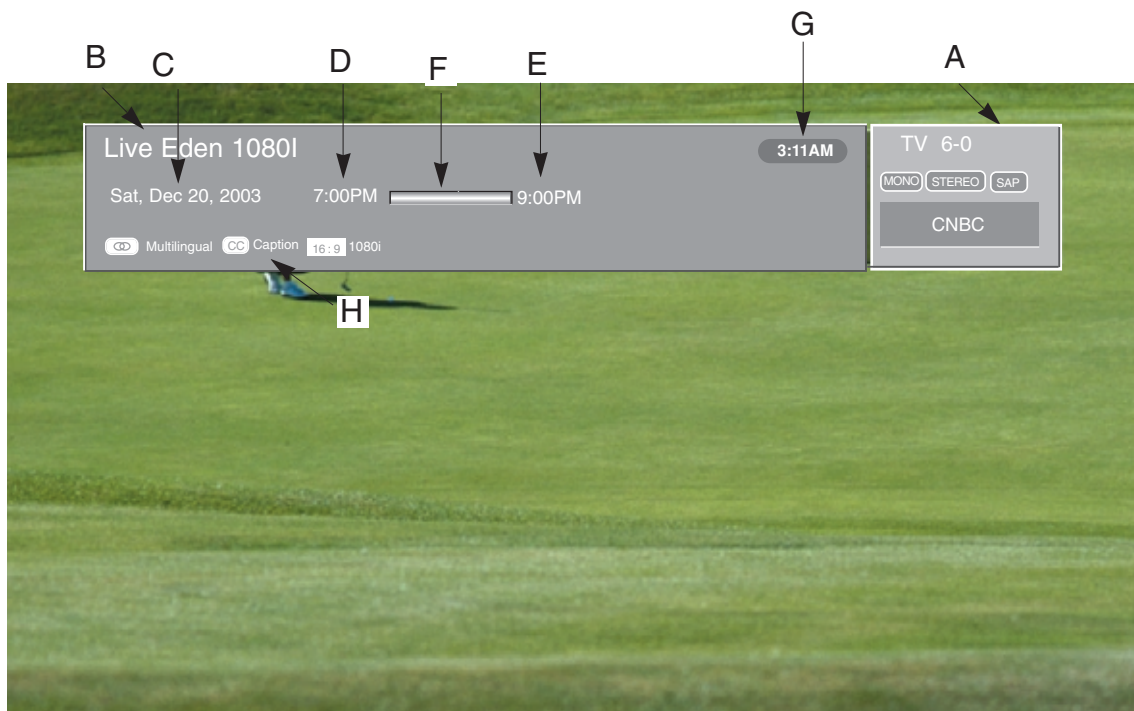 G
B C D F E A
Live Eden 1080I
3:11AM
TV 6-0
Sat, Dec 20, 2003 7:00PM 9:00PM
MONO STEREO SAP
CNBC
Multilingual CC Caption 16:9 1080i
H